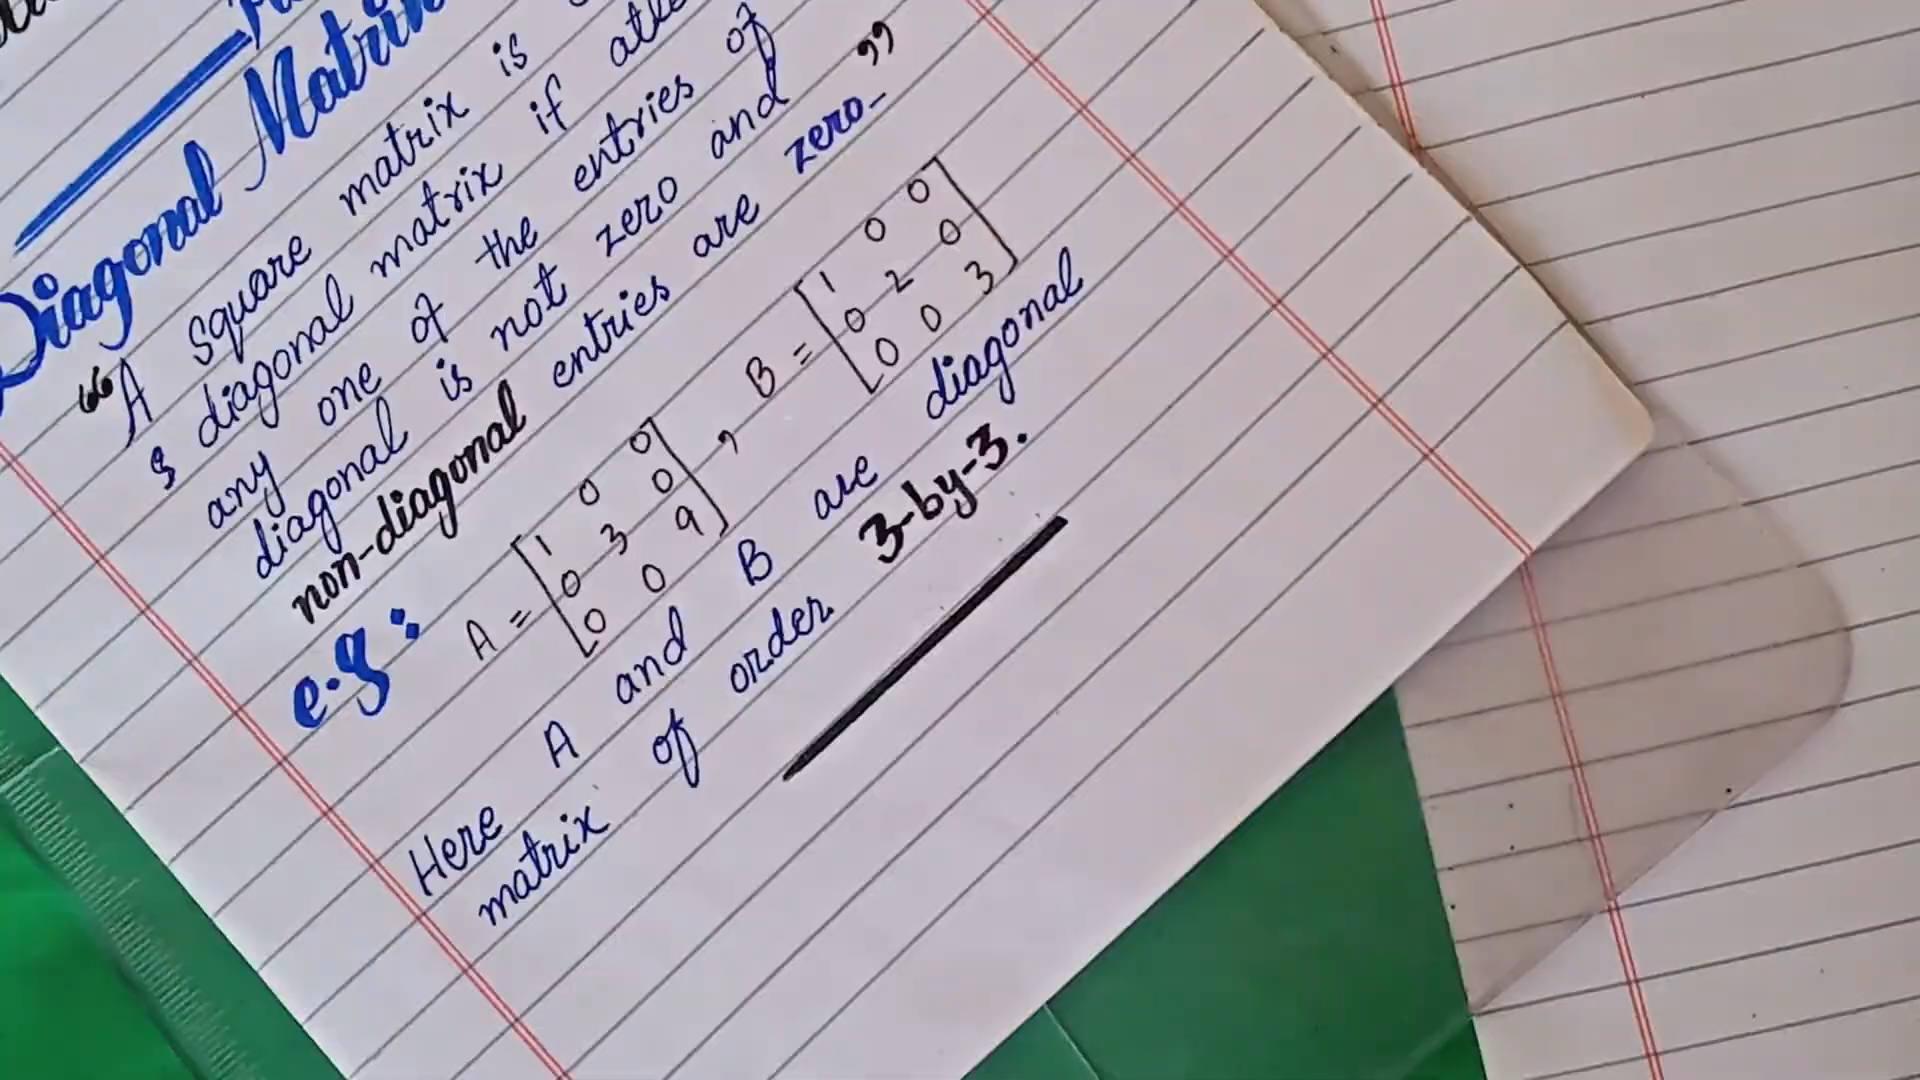 Diagonal Matrix
“A square matrix is
a diagonal matrix if atle
any one of the entries of
diagonal is not zero and
non-diagonal entries are zero- ”
e.g: A = [1 0 0
0 3 0
0 0 9] , B = [1 0 0
0 2 0
0 0 3]
Here A and B are diagonal
matrix of order 3-by-3.